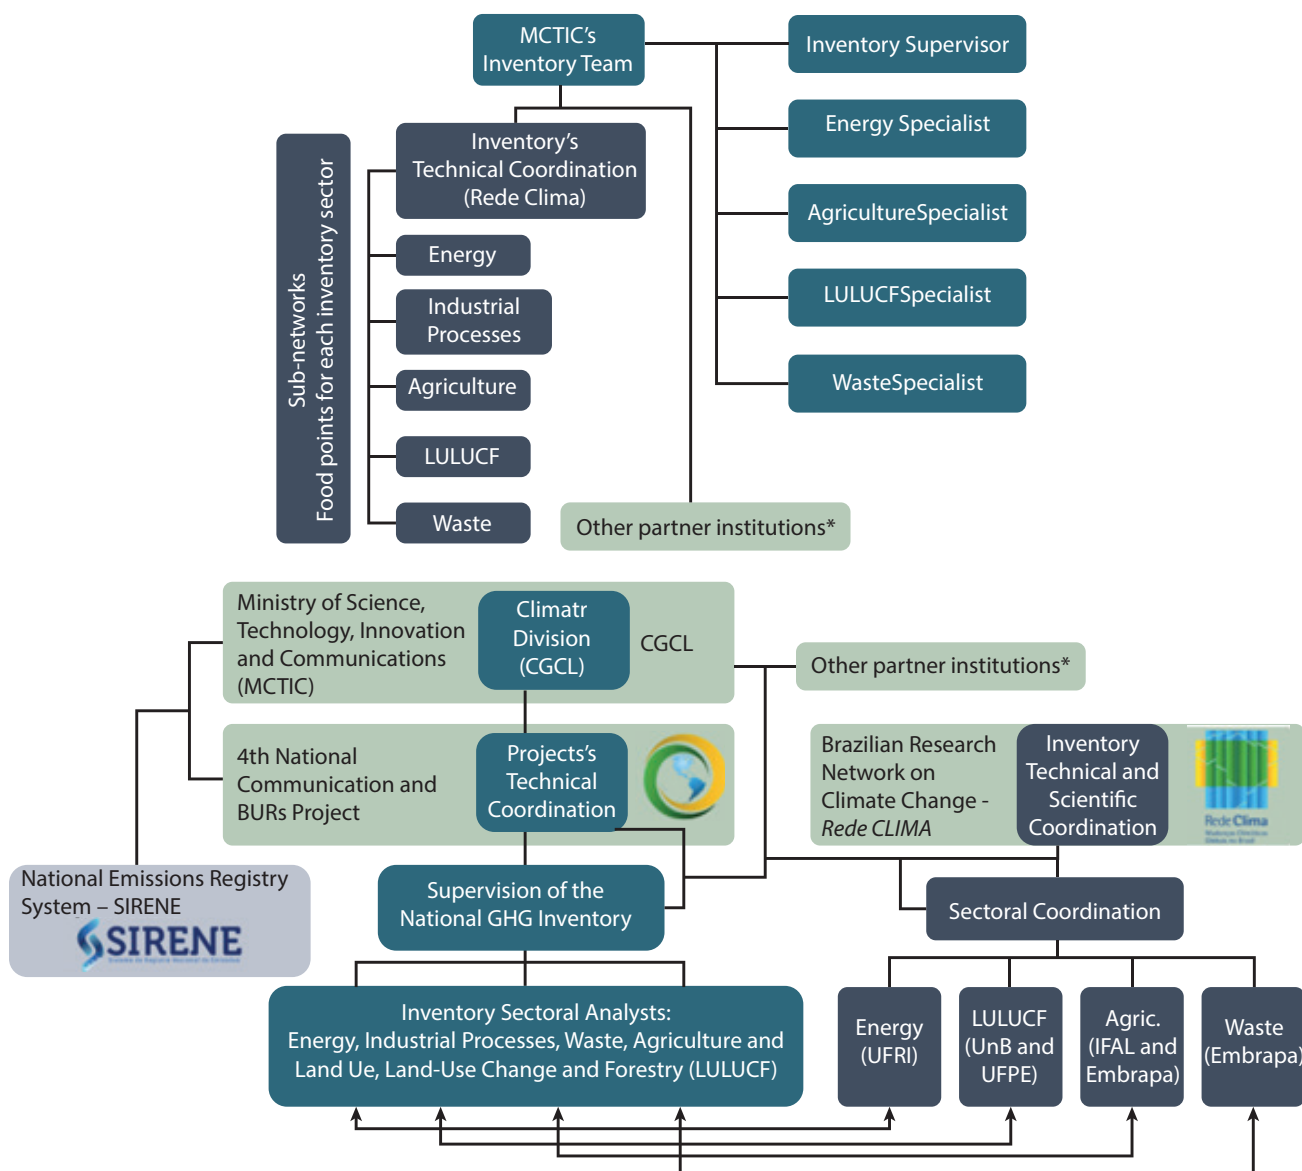 MCTIC's
Inventory Team
Inventory Supervisor
Energy Specialist
AgricultureSpecialist
LULUCFSpecialist
WasteSpecialist
Sub-networks
Food points for each inventory sector
Inventory's
Technical Coordination
(Rede Clima)
Energy
Industrial
Processes
Agriculture
LULUCF
Waste
Other partner institutions*
Ministry of Science,
Technology, Innovation
and Communications
(MCTIC)
Climatr
Division
(CGCL)
CGCL
Other partner institutions*
4th National
Communication and
BURs Project
Projects's
Technical
Coordination
Brazilian Research
Network on
Climate Change -
Rede CLIMA
Inventory
Technical and
Scientific
Coordination
Rede Clima
National Emissions Registry
System – SIRENE
SIRENE
Supervision of the
National GHG Inventory
Sectoral Coordination
Inventory Sectoral Analysts:
Energy, Industrial Processes, Waste, Agriculture and
Land Ue, Land-Use Change and Forestry (LULUCF)
Energy
(UFRI)
LULUCF
(UnB and
UFPE)
Agric.
(IFAL and
Embrapa)
Waste
(Embrapa)